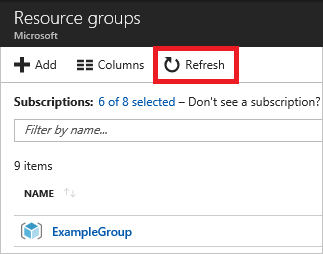 Resource groups
Microsoft
Add Columns Refresh
Subscriptions: 6 of 8 selected – Don't see a subscription?
Filter by name...
9 items
NAME
ExampleGroup